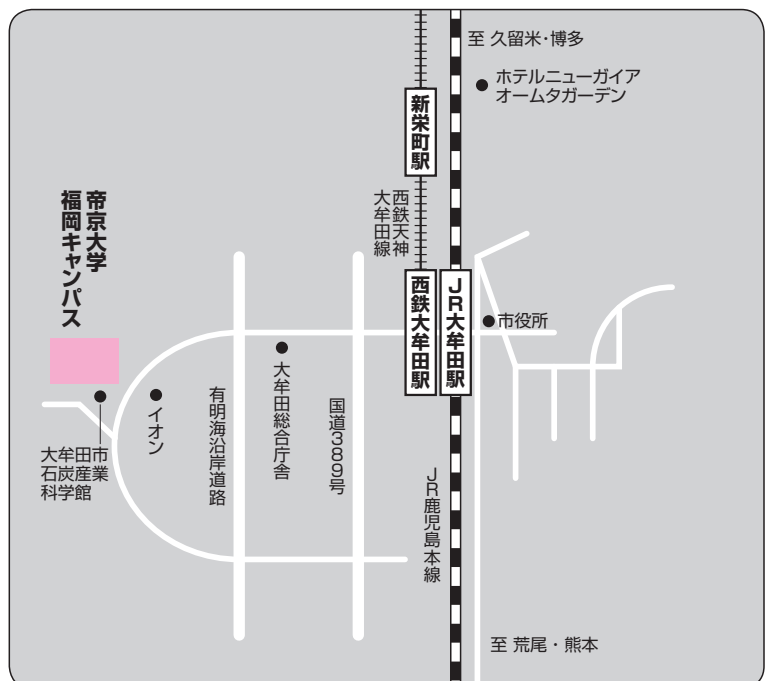 至 久留米・博多
ホテルニューガイア
オームタガーデン
新栄町駅
西鉄天神
大牟田線
帝京大学
福岡キャンパス
西鉄大牟田駅
JR大牟田駅
市役所
大牟田総合庁舎
イオン
有明海沿岸道路
国道389号
大牟田市
石炭産業
科学館
JR鹿児島本線
至 荒尾・熊本